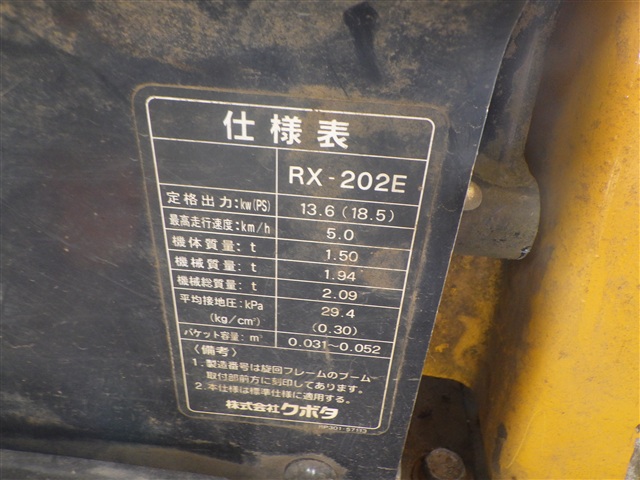 仕様表
RX-202E
定格出力:kw(PS) 13.6(18.5)
最高走行速度:km/h 5.0
機体質量: t 1.50
機械質量: t 1.94
機械総質量: t 2.09
平均接地圧:kPa 29.4
(kg/cm²) (0.30)
バケット容量: m³ 0.031~0.052
〈備考〉
1.製造番号は旋回フレームのブーム
取付部前方に刻印してあります。
2.本仕様は標準仕様に適用する。
株式会社クボタ